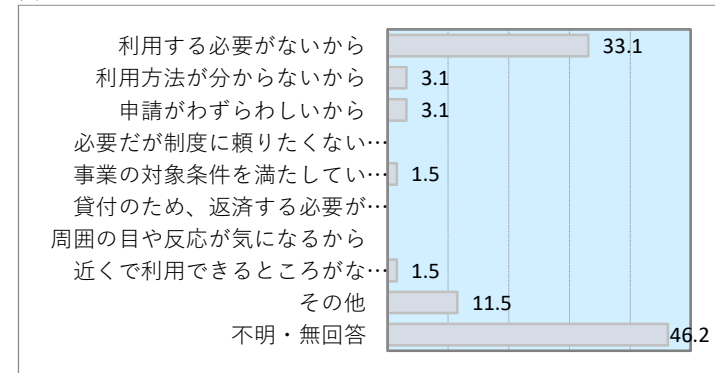 利用する必要がないから 33.1
利用方法が分からないから 3.1
申請がわずらわしいから 3.1
必要だが制度に頼りたくない…
事業の対象条件を満たしてい… 1.5
貸付のため、返済する必要が…
周囲の目や反応が気になるから
近くで利用できるところがな… 1.5
その他 11.5
不明・無回答 46.2